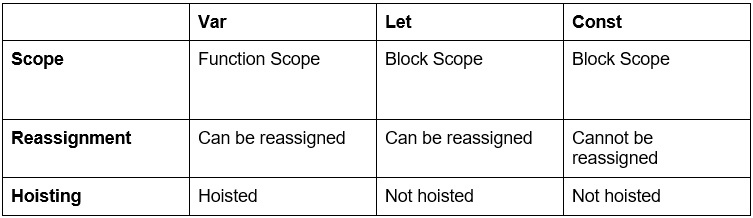 Var Let Const
Scope Function Scope Block Scope Block Scope
Reassignment Can be reassigned Can be reassigned Cannot be
reassigned
Hoisting Hoisted Not hoisted Not hoisted